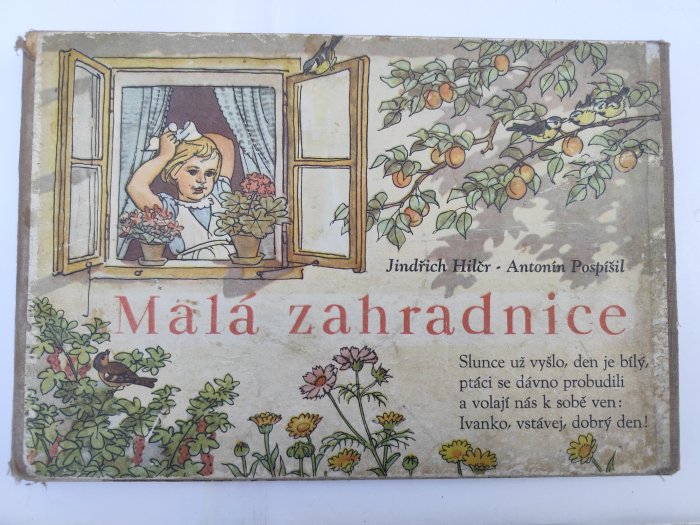 Jindřich Hilčr - Antonín Pospíšil
Malá zahradnice
Slunce už vyšlo, den je bílý,
ptáci se dávno probudili
a volají nás k sobě ven:
Ivanko, vstávej, dobrý den!